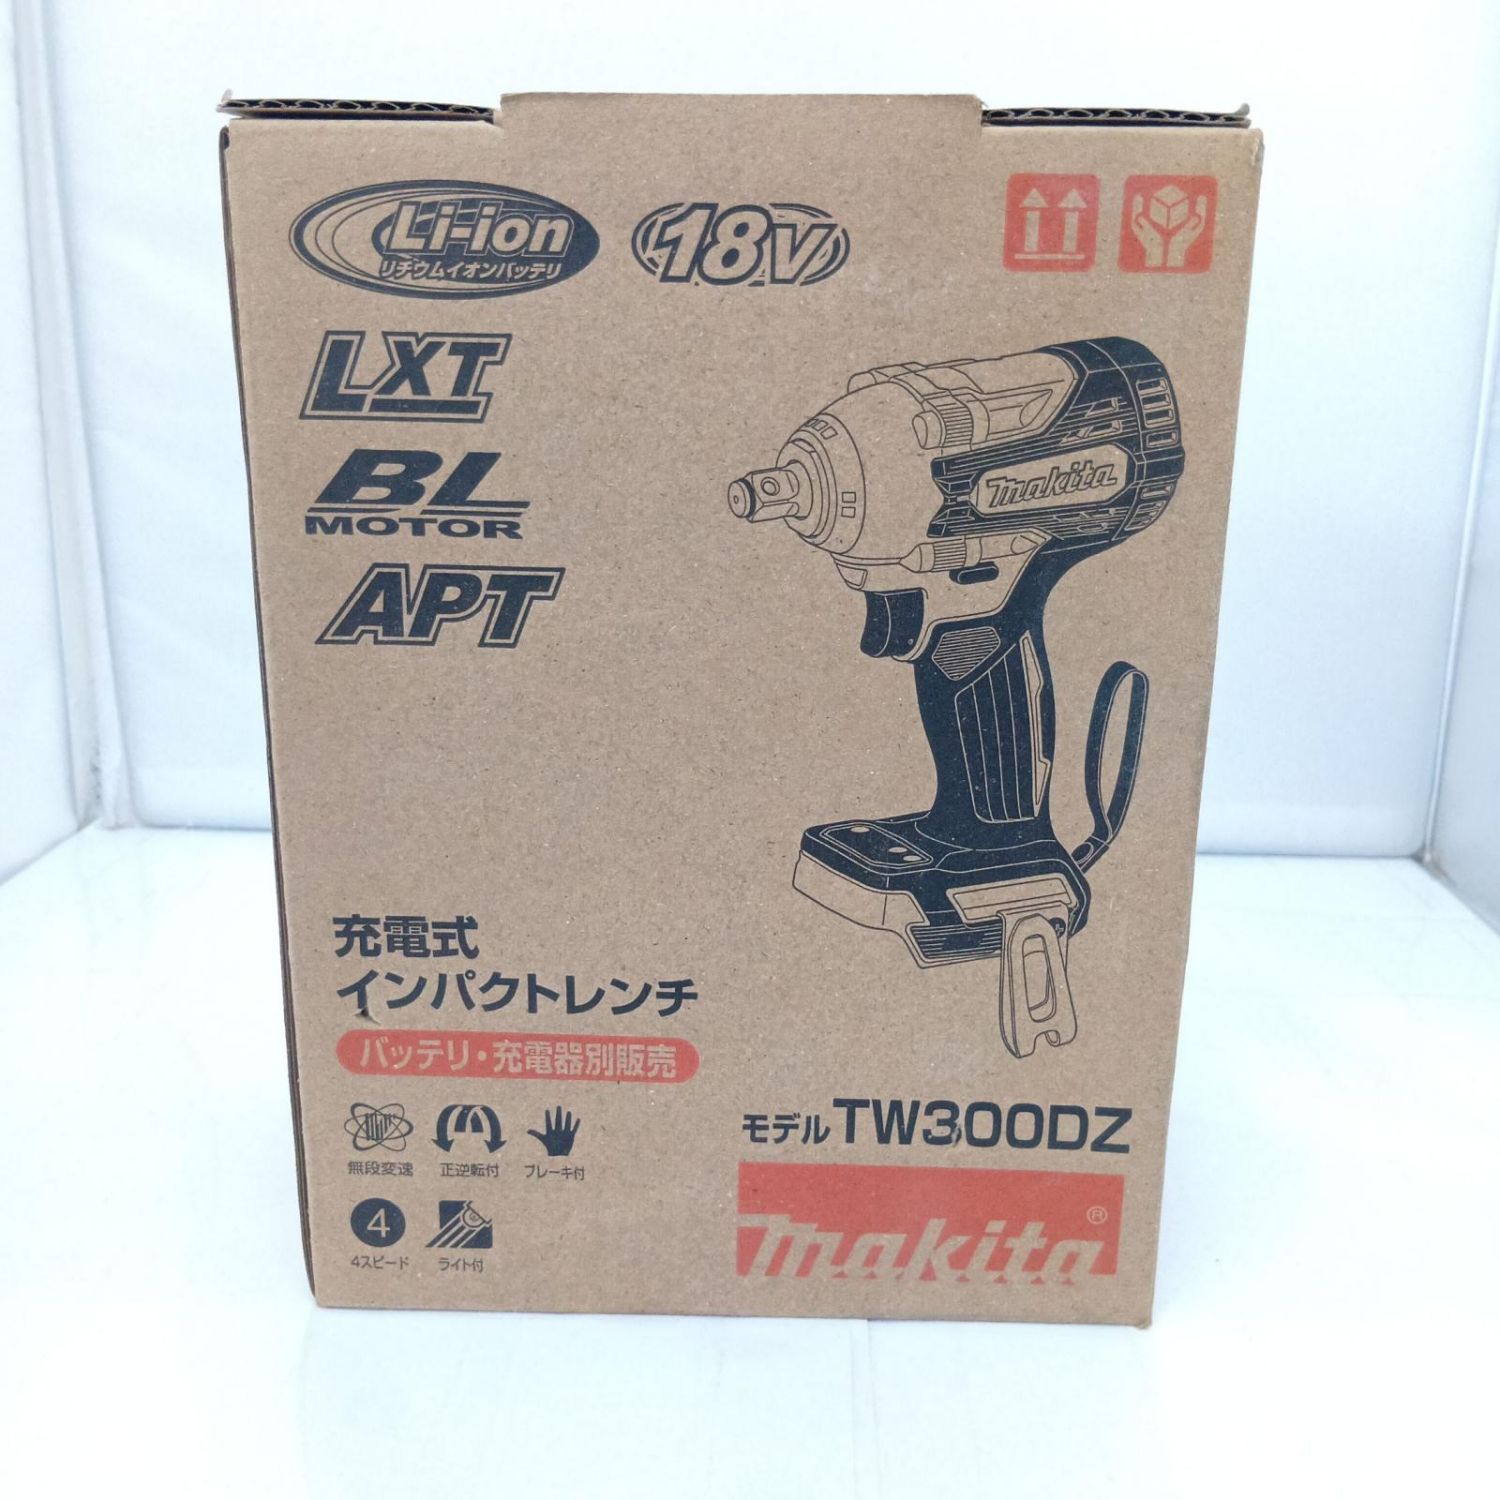 Li-ion
リチウムイオンバッテリ
18V
LXT
BL
MOTOR
APT
makita
充電式
インパクトレンチ
バッテリ・充電器別販売
無段変速
正逆転付
ブレーキ付
4
4スピード
ライト付
モデル TW300DZ
makita®